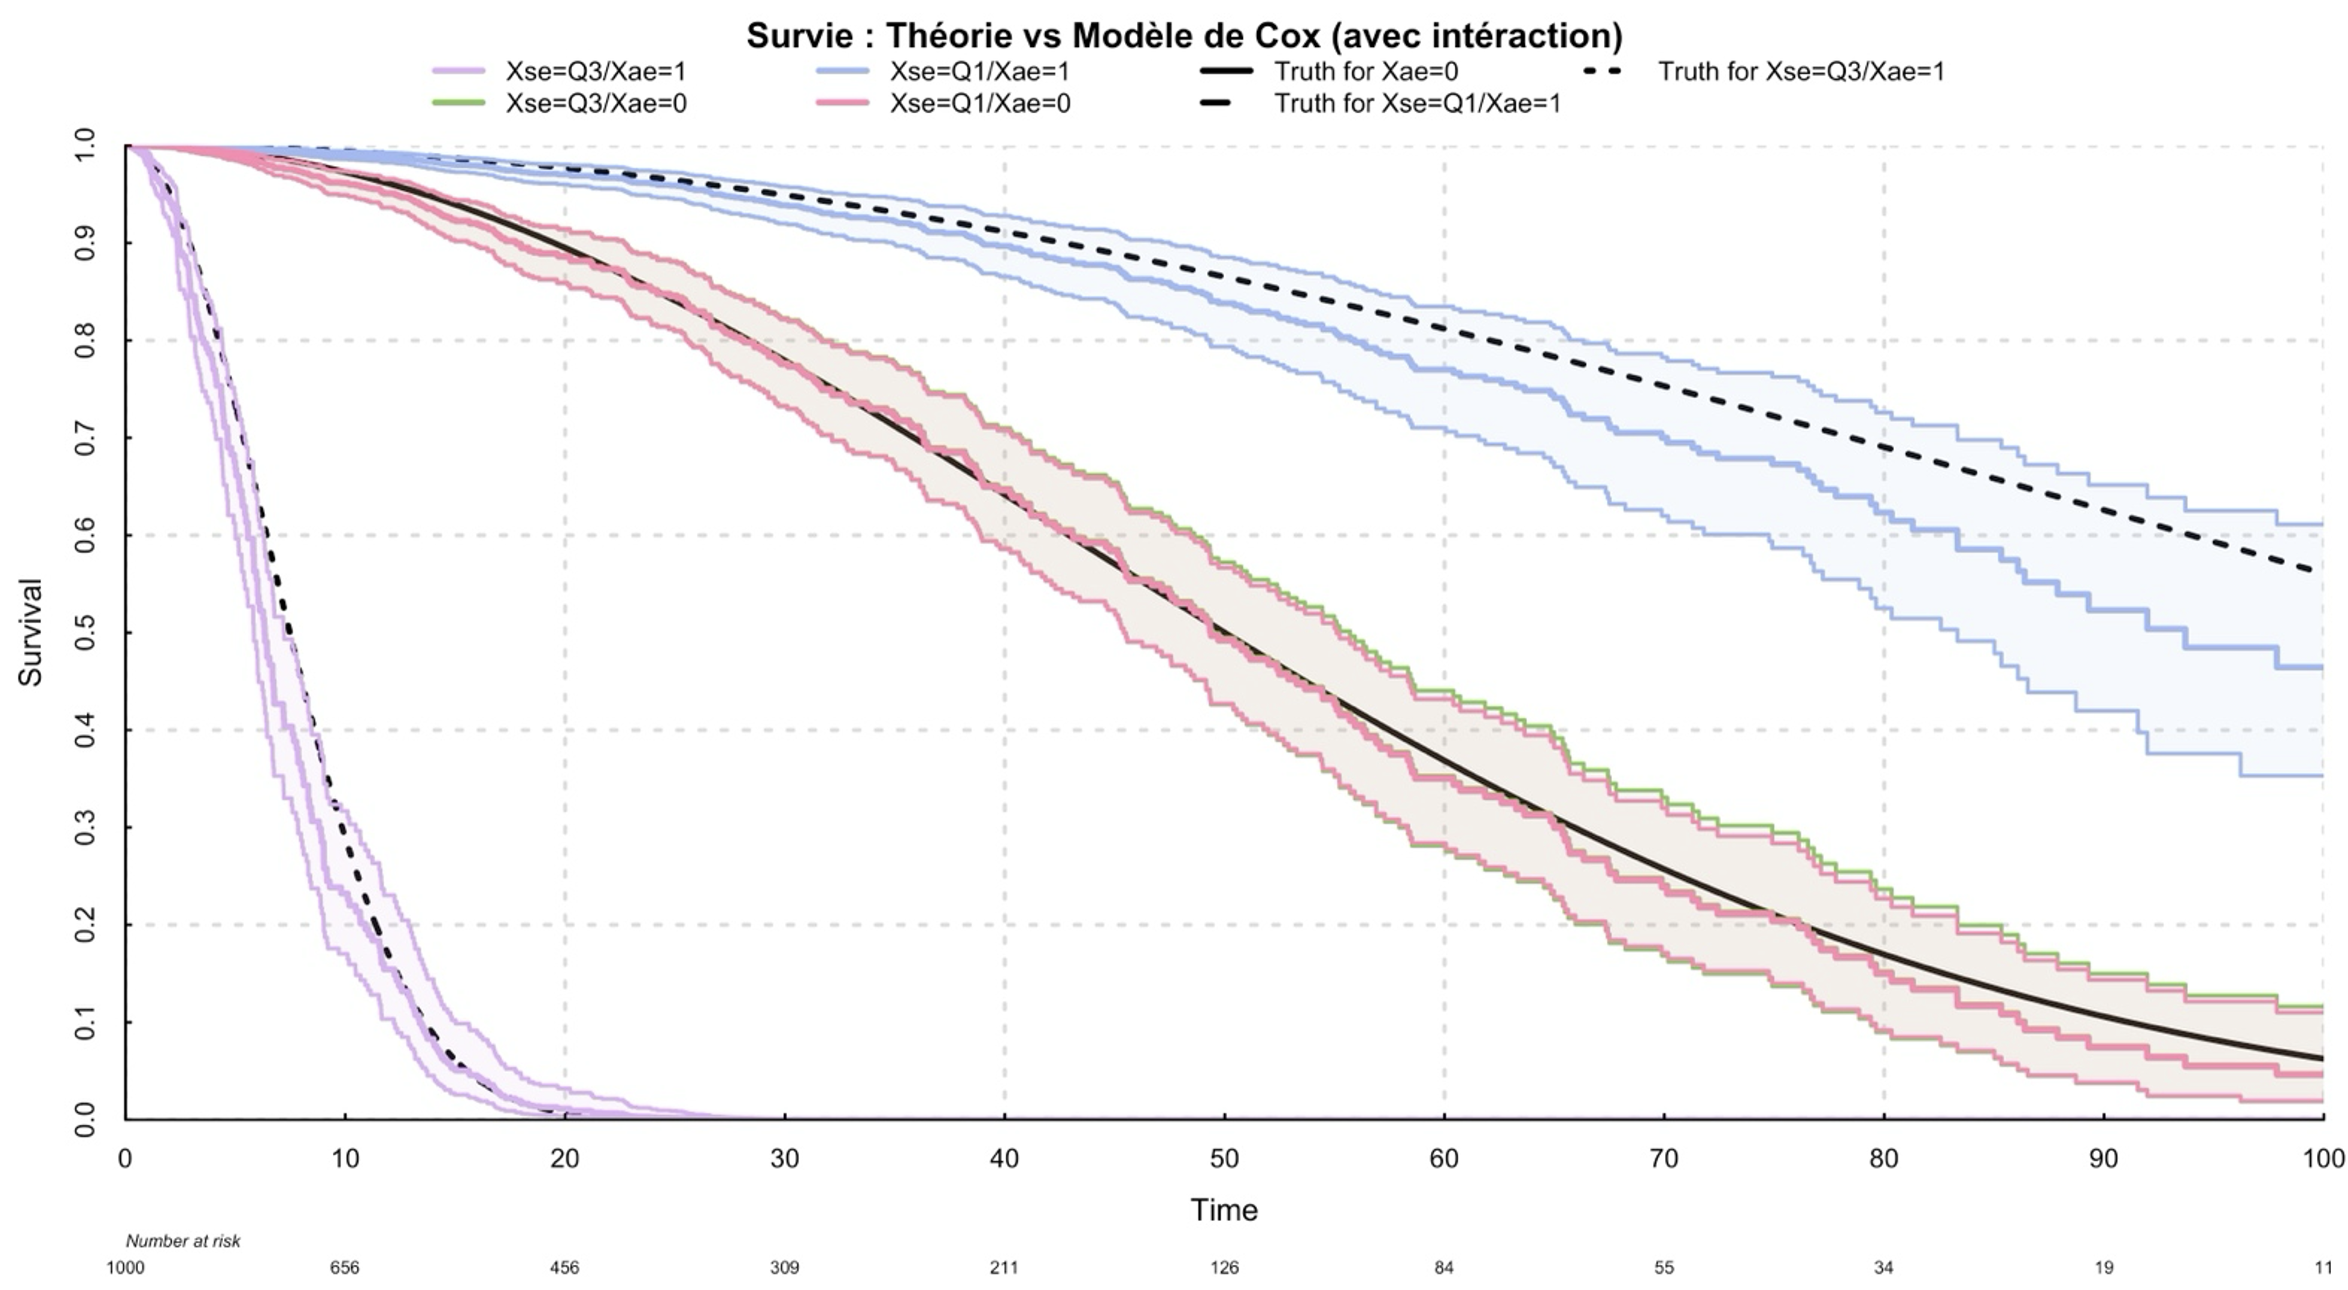 Survie : Théorie vs Modèle de Cox (avec intéraction)
Xse=Q3/Xae=1 Xse=Q1/Xae=1 Truth for Xae=0 Truth for Xse=Q3/Xae=1
Xse=Q3/Xae=0 Xse=Q1/Xae=0 Truth for Xse=Q1/Xae=1
1.0
0.9
0.8
0.7
0.6
0.5
0.4
0.3
0.2
0.1
0.0
Survival
0 10 20 30 40 50 60 70 80 90 100
Time
Number at risk
1000 656 456 309 211 126 84 55 34 19 11